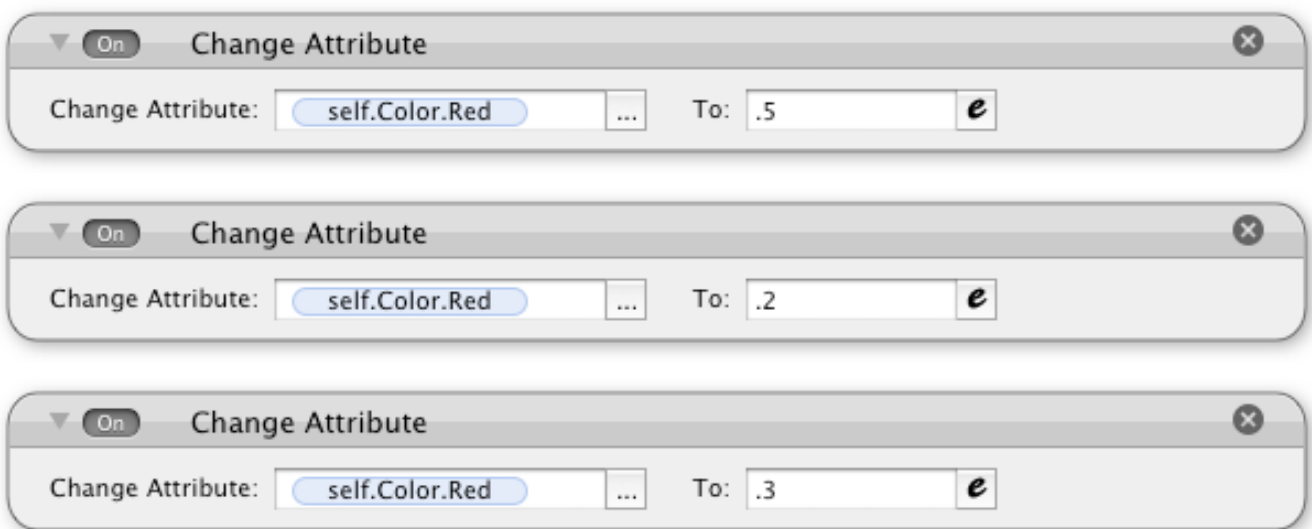 On Change Attribute
Change Attribute: self.Color.Red ... To: .5 e
On Change Attribute
Change Attribute: self.Color.Red ... To: .2 e
On Change Attribute
Change Attribute: self.Color.Red ... To: .3 e